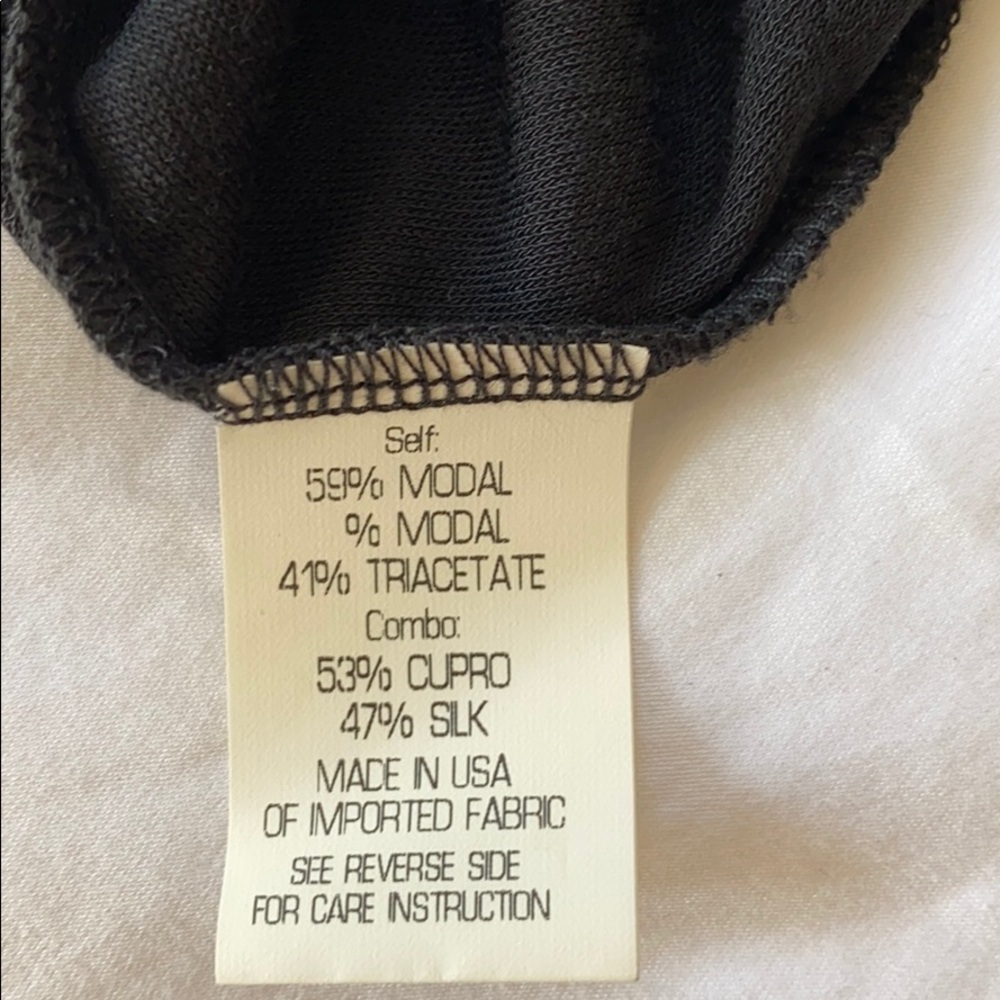 Self:
59% MODAL
% MODAL
41% TRIACETATE
Combo:
53% CUPRO
47% SILK
MADE IN USA
OF IMPORTED FABRIC
SEE REVERSE SIDE
FOR CARE INSTRUCTION